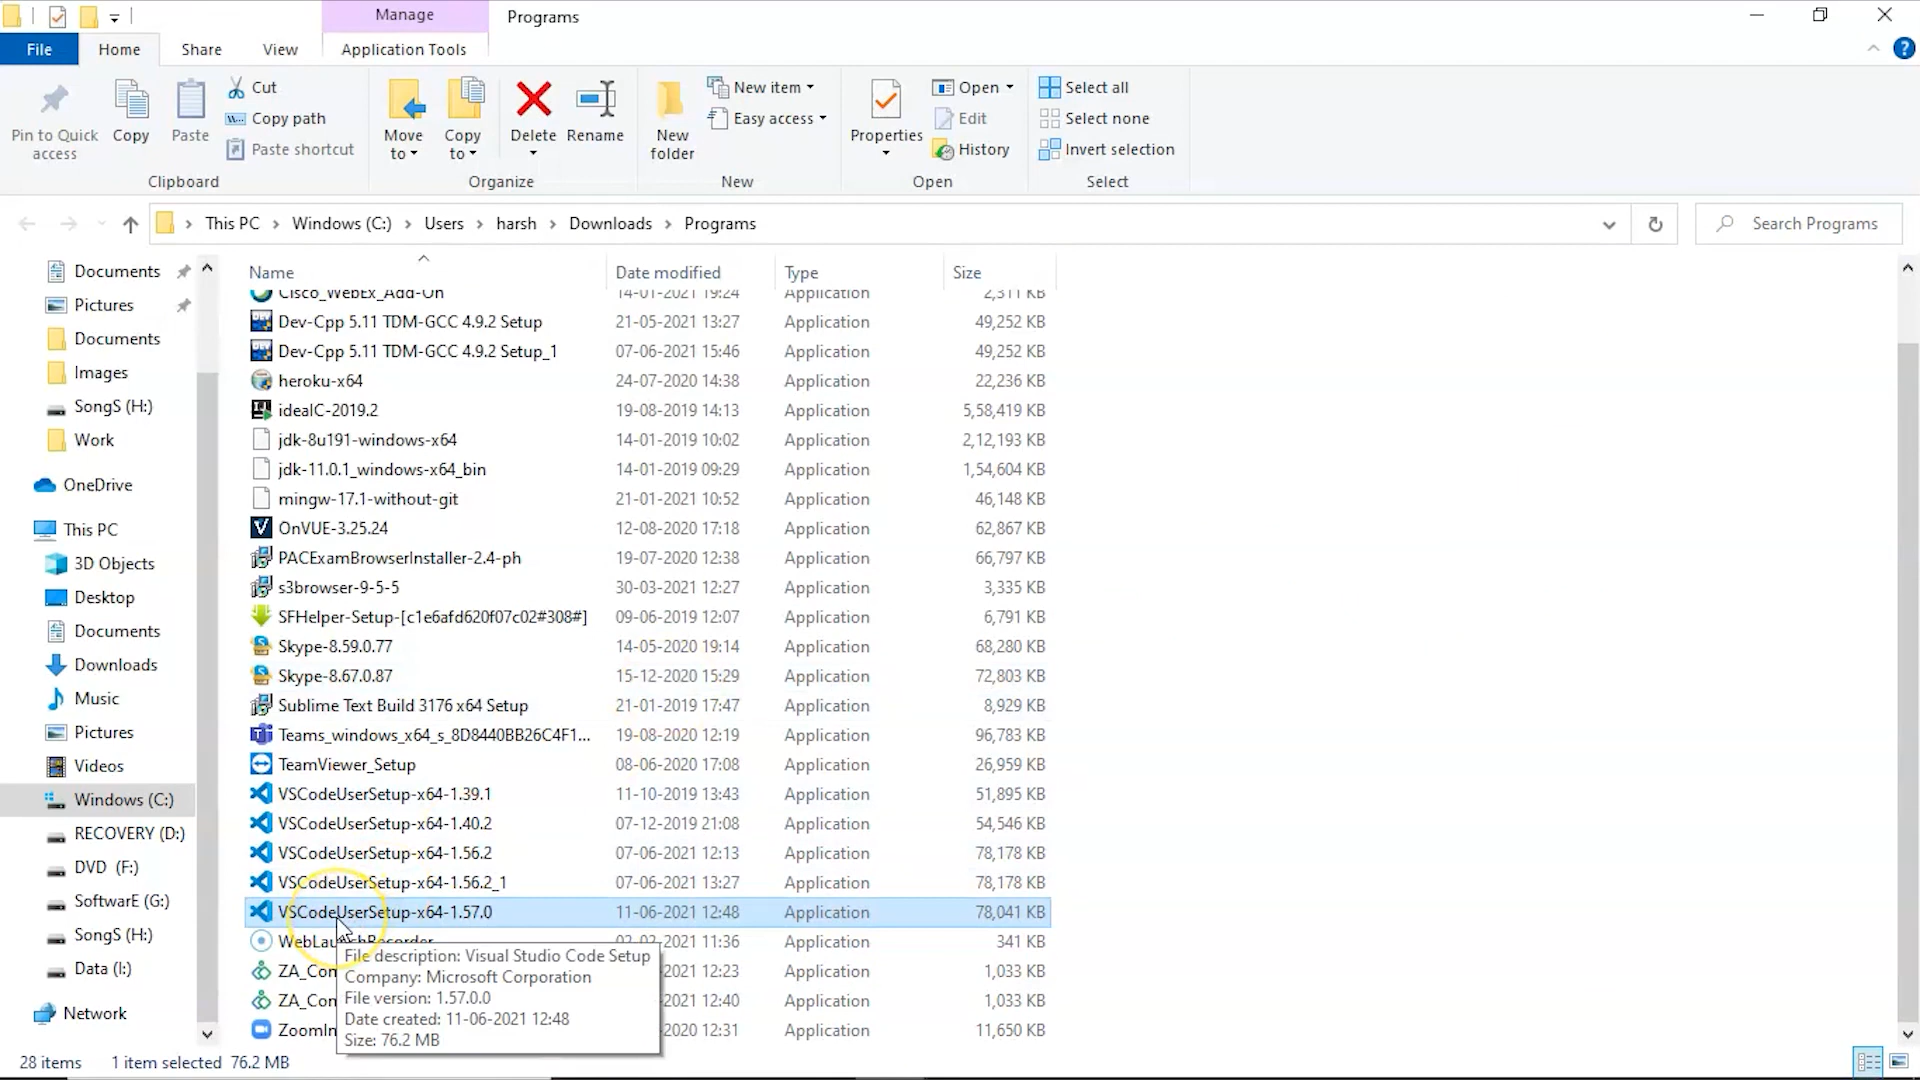 Manage
Programs
File
Home
Share
View
Application Tools
Pin to Quick access
Copy
Paste
Cut
Copy path
Paste shortcut
Clipboard
Move to
Copy to
Delete
Rename
Organize
New folder
New item
Easy access
New
Properties
Open
Edit
History
Open
Select all
Select none
Invert selection
Select
This PC > Windows (C:) > Users > harsh > Downloads > Programs
Search Programs
Documents
Pictures
Documents
Images
SongS (H:)
Work
OneDrive
This PC
3D Objects
Desktop
Documents
Downloads
Music
Pictures
Videos
Windows (C:)
RECOVERY (D:)
DVD (F:)
SoftwarE (G:)
SongS (H:)
Data (I:)
Network
Name Date modified Type Size
Cisco_WebEx_Add-On 14-01-2021 19:24 Application 2,311 KB
Dev-Cpp 5.11 TDM-GCC 4.9.2 Setup 21-05-2021 13:27 Application 49,252 KB
Dev-Cpp 5.11 TDM-GCC 4.9.2 Setup_1 07-06-2021 15:46 Application 49,252 KB
heroku-x64 24-07-2020 14:38 Application 22,236 KB
ideaIC-2019.2 19-08-2019 14:13 Application 5,58,419 KB
jdk-8u191-windows-x64 14-01-2019 10:02 Application 2,12,193 KB
jdk-11.0.1_windows-x64_bin 14-01-2019 09:29 Application 1,54,604 KB
mingw-17.1-without-git 21-01-2021 10:52 Application 46,148 KB
OnVUE-3.25.24 12-08-2020 17:18 Application 62,867 KB
PACExamBrowserInstaller-2.4-ph 19-07-2020 12:38 Application 66,797 KB
s3browser-9-5-5 30-03-2021 12:27 Application 3,335 KB
SFHelper-Setup-[c1e6afd620f07c02#308#] 09-06-2019 12:07 Application 6,791 KB
Skype-8.59.0.77 14-05-2020 19:14 Application 68,280 KB
Skype-8.67.0.87 15-12-2020 15:29 Application 72,803 KB
Sublime Text Build 3176 x64 Setup 21-01-2019 17:47 Application 8,929 KB
Teams_windows_x64_s_8D8440BB26C4F1... 19-08-2020 12:19 Application 96,783 KB
TeamViewer_Setup 08-06-2020 17:08 Application 26,959 KB
VSCodeUserSetup-x64-1.39.1 11-10-2019 13:43 Application 51,895 KB
VSCodeUserSetup-x64-1.40.2 07-12-2019 21:08 Application 54,546 KB
VSCodeUserSetup-x64-1.56.2 07-06-2021 12:13 Application 78,178 KB
VSCodeUserSetup-x64-1.56.2_1 07-06-2021 13:27 Application 78,178 KB
VSCodeUserSetup-x64-1.57.0 11-06-2021 12:48 Application 78,041 KB
WebLaunchRecorder 02-02-2021 11:36 Application 341 KB
ZA_Con 2021 12:23 Application 1,033 KB
ZA_Con 2021 12:40 Application 1,033 KB
ZoomIn 2020 12:31 Application 11,650 KB
File description: Visual Studio Code Setup
Company: Microsoft Corporation
File version: 1.57.0.0
Date created: 11-06-2021 12:48
Size: 76.2 MB
28 items 1 item selected 76.2 MB